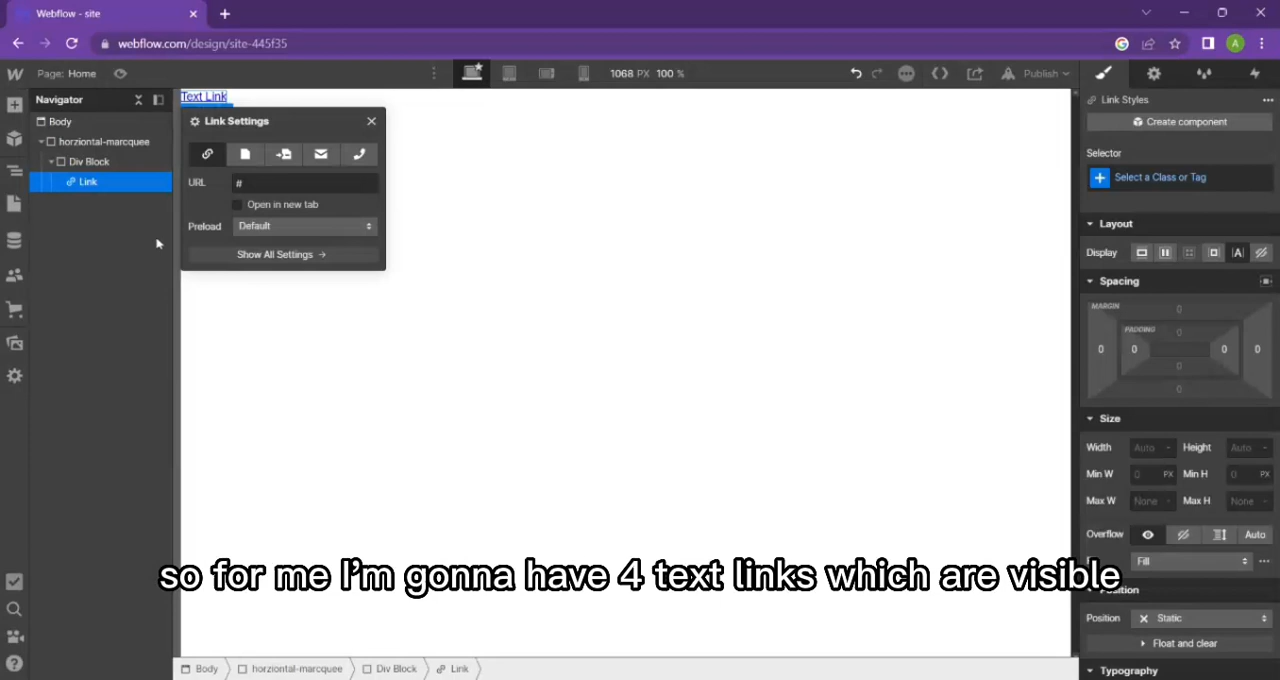 Webflow - site
webflow.com/design/site-445f35
A
Page: Home
1068 PX 100 %
Publish
Navigator
Body
horziontal-marcquee
Div Block
Link
Text Link
Link Settings
URL #
Open in new tab
Preload Default
Show All Settings →
Link Styles
Create component
Selector
Select a Class or Tag
Layout
Display
Spacing
MARGIN
0
PADDING
0
0 0 0 0
0
0
Size
Width Auto - Height Auto -
Min W 0 PX Min H 0 PX
Max W None - Max H None -
Overflow Auto
Fill
so for me I'm gonna have 4 text links which are visible
Position
Position Static
Float and clear
Typography
Body horziontal-marcquee Div Block Link